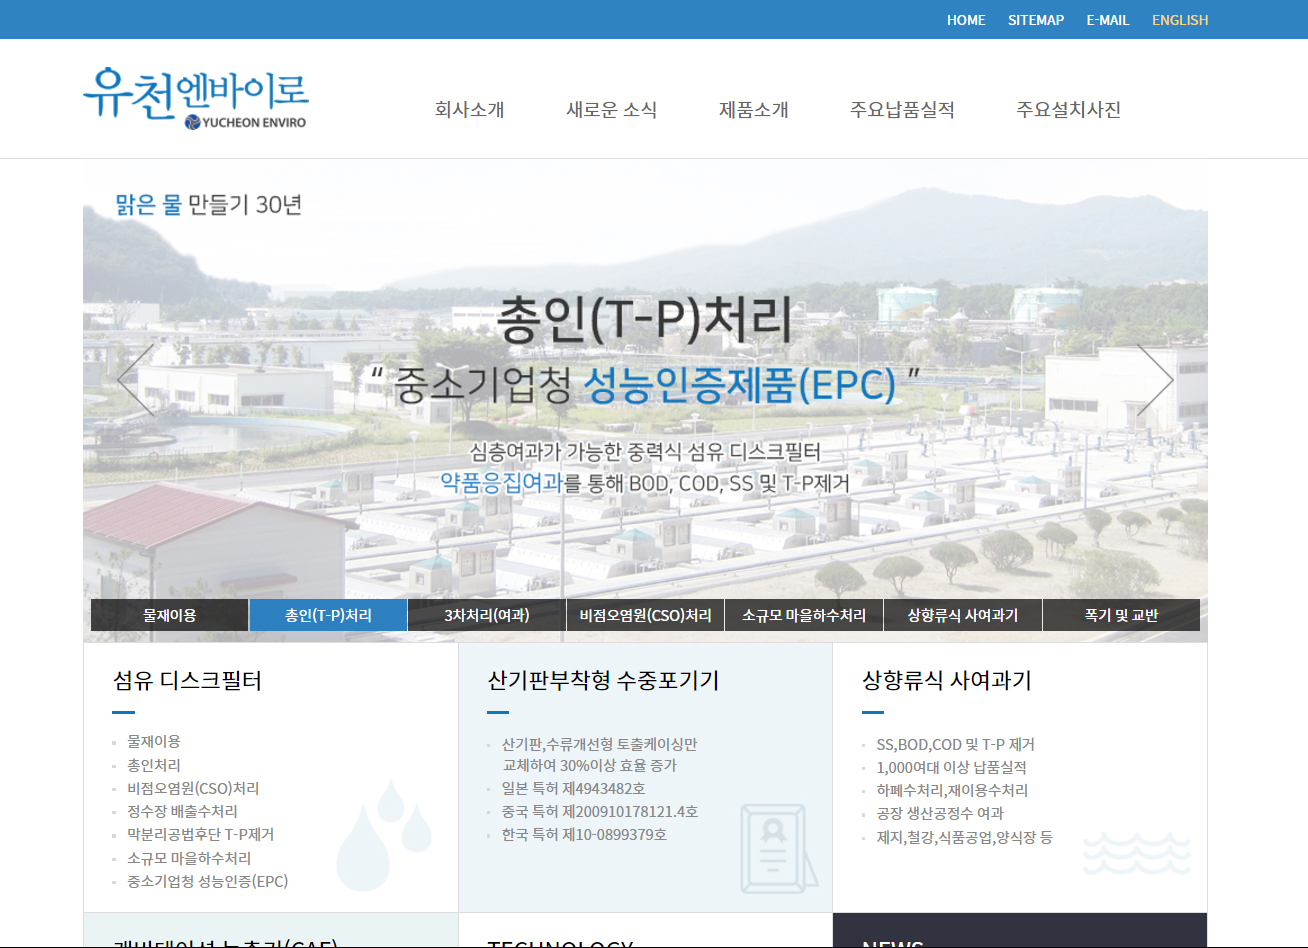 HOME SITEMAP E-MAIL ENGLISH
유천엔바이로
YUCHEON ENVIRO
회사소개 새로운 소식 제품소개 주요납품실적 주요설치사진
맑은 물 만들기 30년
총인(T-P)처리
“ 중소기업청 성능인증제품(EPC) ”
심층여과가 가능한 중력식 섬유 디스크필터
약품응집여과를 통해 BOD, COD, SS 및 T-P제거
물재이용 총인(T-P)처리 3차처리(여과) 비점오염원(CSO)처리 소규모 마을하수처리 상향류식 사여과기 폭기 및 교반
섬유 디스크필터
물재이용
총인처리
비점오염원(CSO)처리
정수장 배출수처리
막분리공법후단 T-P제거
소규모 마을하수처리
중소기업청 성능인증(EPC)
산기판부착형 수중포기기
산기판,수류개선형 토출케이싱만
교체하여 30%이상 효율 증가
일본 특허 제4943482호
중국 특허 제200910178121.4호
한국 특허 제10-0899379호
상향류식 사여과기
SS,BOD,COD 및 T-P 제거
1,000여대 이상 납품실적
하폐수처리,재이용수처리
공장 생산공정수 여과
제지,철강,식품공업,양식장 등
TECHNOLOGY
NEWS